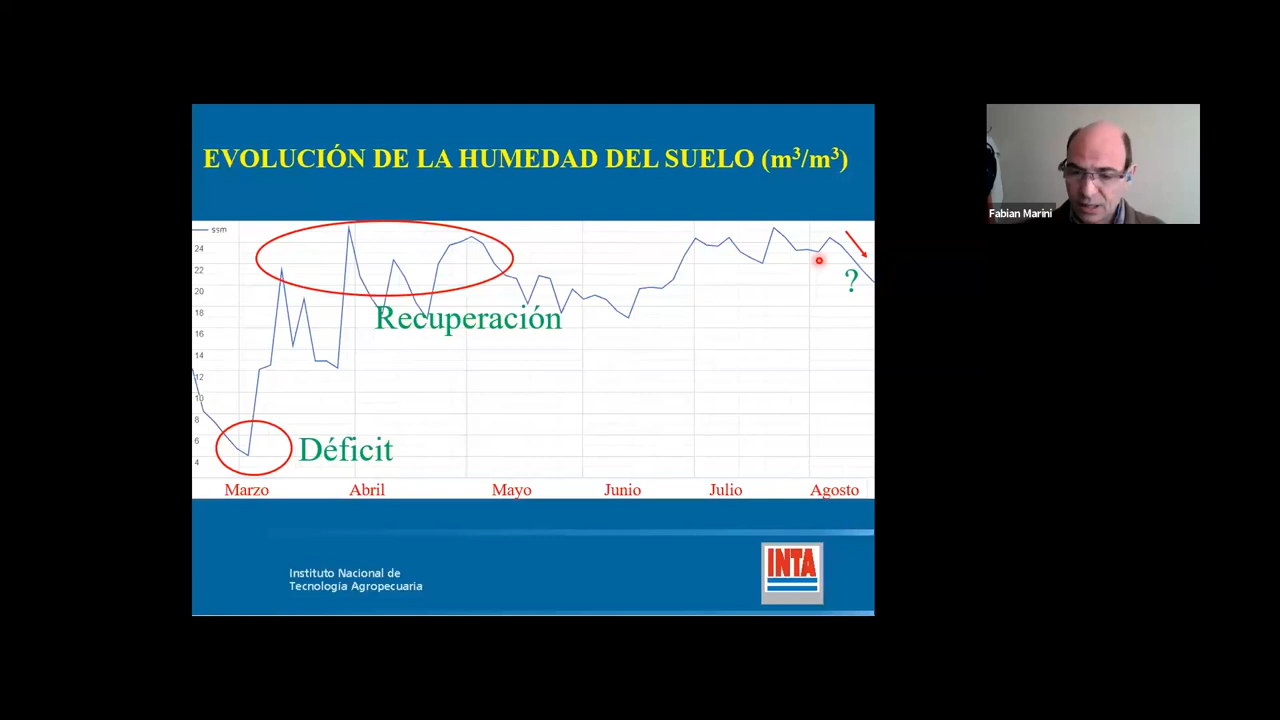 EVOLUCIÓN DE LA HUMEDAD DEL SUELO (m³/m³)
ssm
24
22
20
18
16
14
12
10
8
6
4
Recuperación
?
Déficit
Marzo Abril Mayo Junio Julio Agosto
Instituto Nacional de
Tecnología Agropecuaria
INTA
Fabian Marini